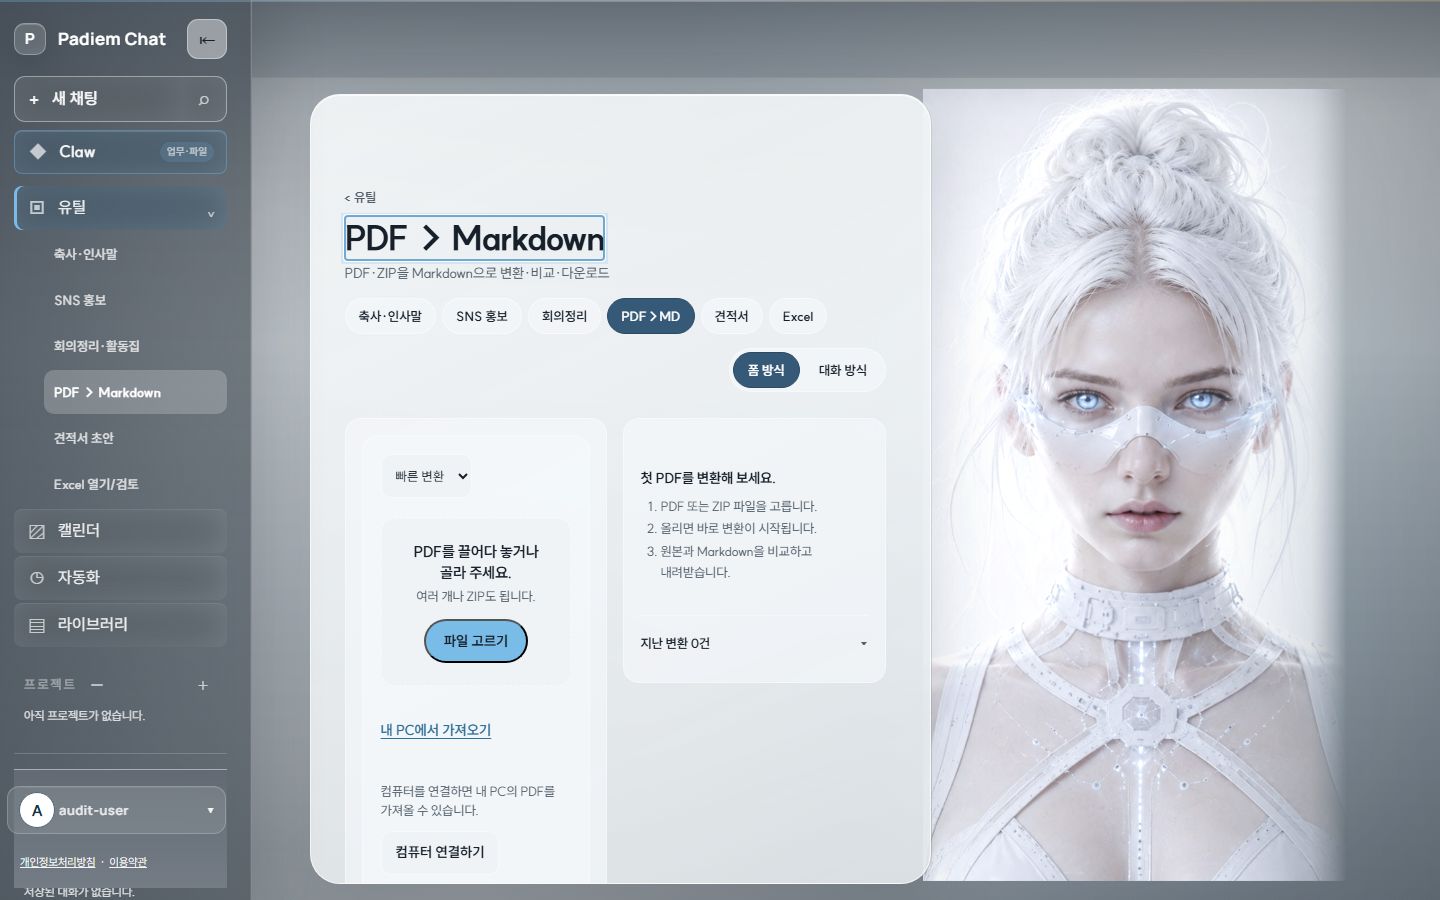 P Padiem Chat
+ 새 채팅
Claw 업무·파일
유틸
축사·인사말
SNS 홍보
회의정리·활동집
PDF > Markdown
견적서 초안
Excel 열기/검토
캘린더
자동화
라이브러리
프로젝트 — +
아직 프로젝트가 없습니다.
A audit-user
개인정보처리방침 · 이용약관
저장된 대화가 없습니다.
< 유틸
PDF > Markdown
PDF·ZIP을 Markdown으로 변환·비교·다운로드
축사·인사말 SNS 홍보 회의정리 PDF > MD 견적서 Excel
폼 방식 대화 방식
빠른 변환
PDF를 끌어다 놓거나
골라 주세요.
여러 개나 ZIP도 됩니다.
파일 고르기
내 PC에서 가져오기
컴퓨터를 연결하면 내 PC의 PDF를
가져올 수 있습니다.
컴퓨터 연결하기
첫 PDF를 변환해 보세요.
1. PDF 또는 ZIP 파일을 고릅니다.
2. 올리면 바로 변환이 시작됩니다.
3. 원본과 Markdown을 비교하고
내려받습니다.
지난 변환 0건